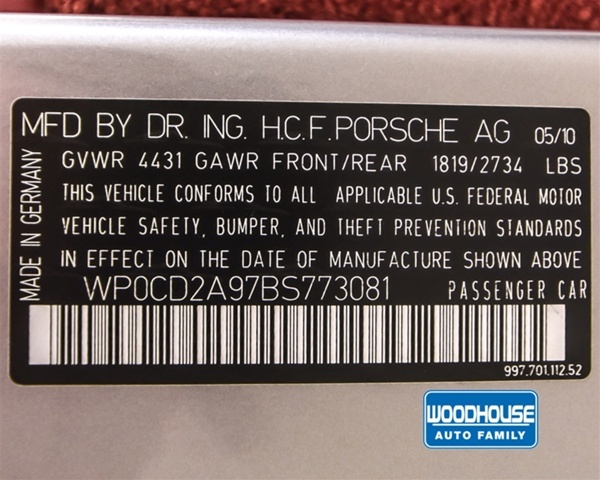 MFD BY DR. ING. H.C.F.PORSCHE AG 05/10
GVWR 4431 GAWR FRONT/REAR 1819/2734 LBS
THIS VEHICLE CONFORMS TO ALL APPLICABLE U.S. FEDERAL MOTOR
VEHICLE SAFETY, BUMPER, AND THEFT PREVENTION STANDARDS
IN EFFECT ON THE DATE OF MANUFACTURE SHOWN ABOVE
WP0CD2A97BS773081 PASSENGER CAR
MADE IN GERMANY
997.701.112.52
WOODHOUSE
AUTO FAMILY